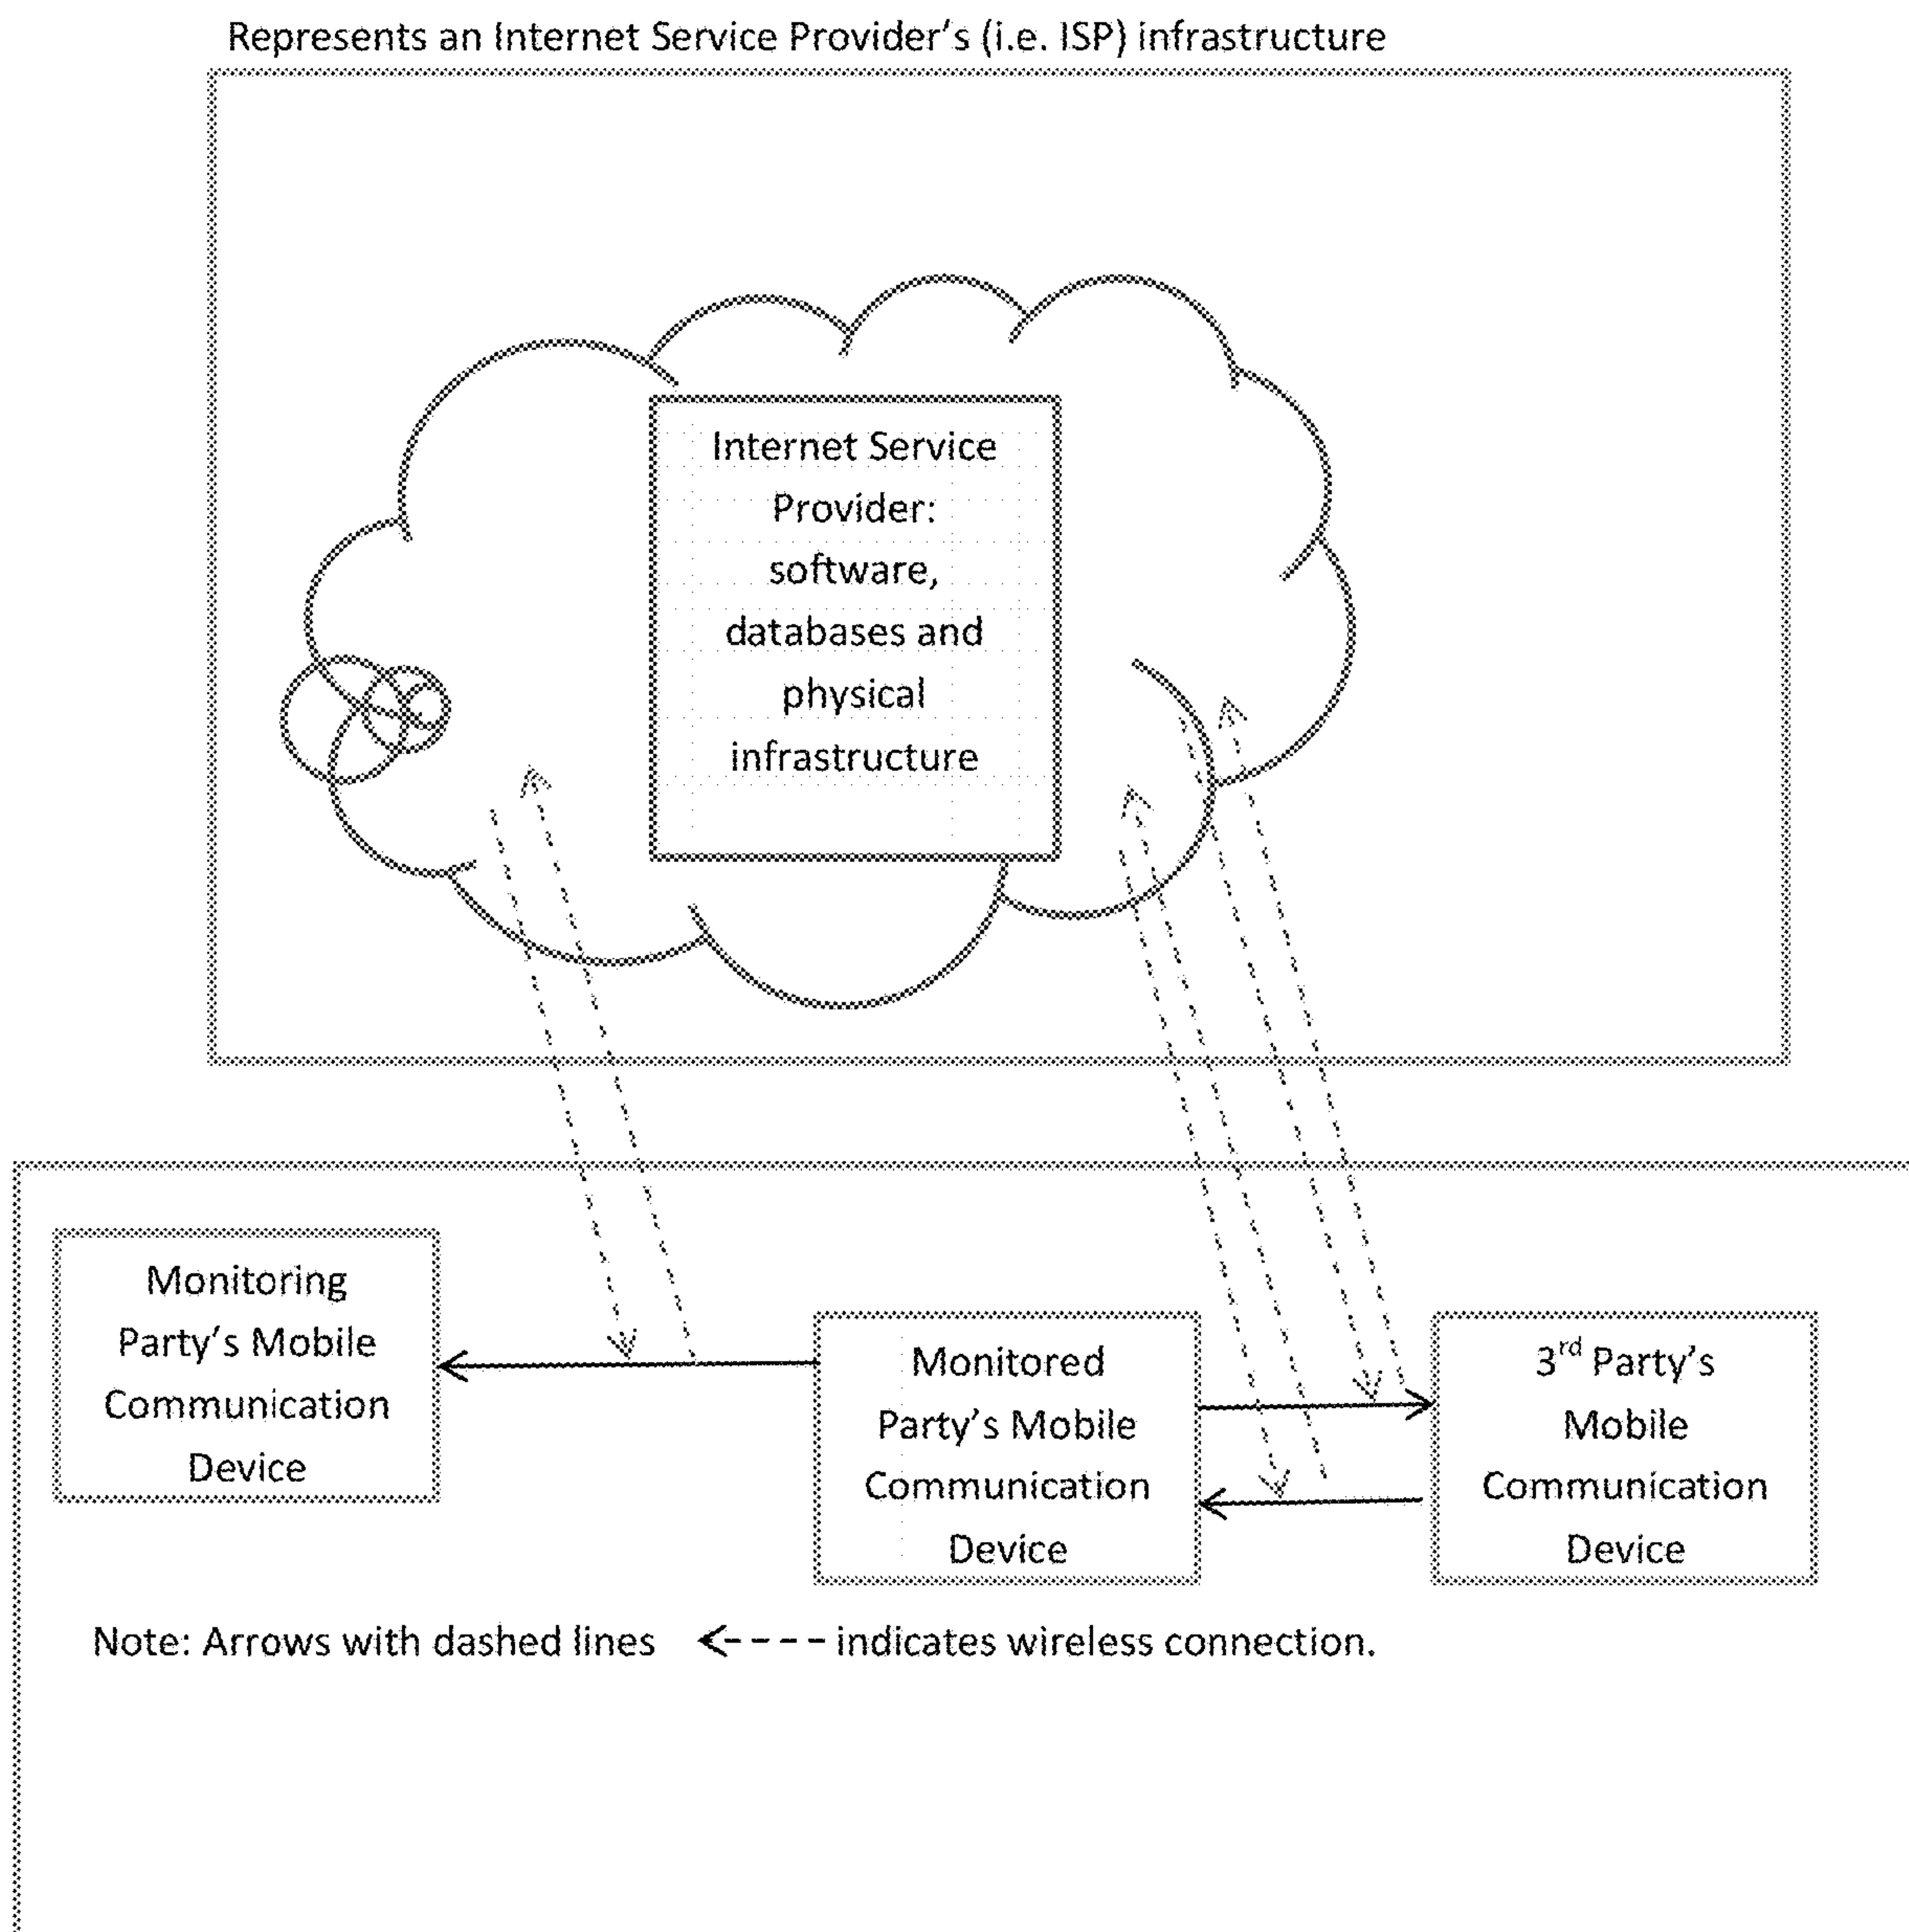 Represents an Internet Service Provider's (i.e. ISP) infrastructure
Internet Service
Provider:
software,
databases and
physical
infrastructure
Monitoring
Party's Mobile
Communication
Device
Monitored
Party's Mobile
Communication
Device
3rd Party's
Mobile
Communication
Device
Note: Arrows with dashed lines indicates wireless connection.